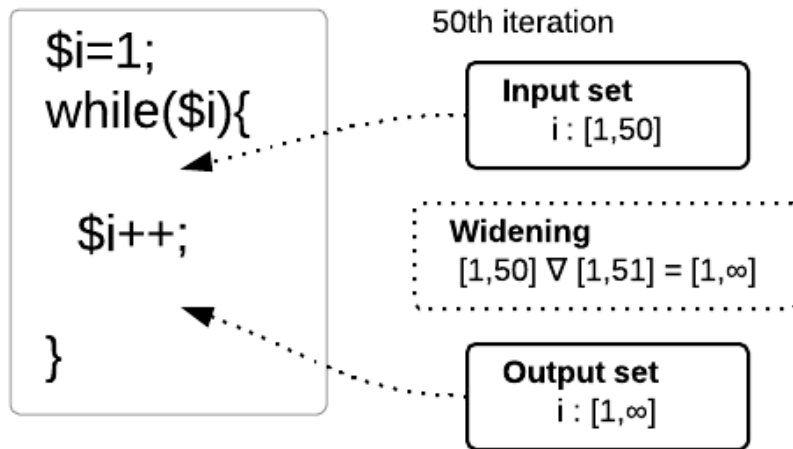 $i=1;
while($i){
$i++;
}
50th iteration
Input set
i : [1,50]
Widening
[1,50] ∇ [1,51] = [1,∞]
Output set
i : [1,∞]